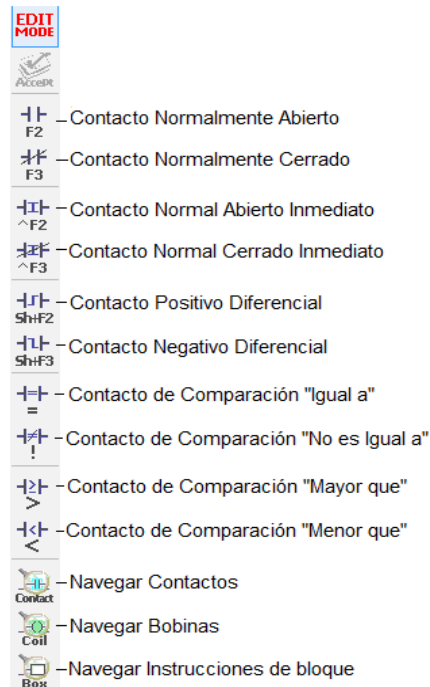 EDIT
MODE
Accept
F2
Contacto Normalmente Abierto
F3
Contacto Normalmente Cerrado
^F2
Contacto Normal Abierto Inmediato
^F3
Contacto Normal Cerrado Inmediato
Sh+F2
Contacto Positivo Diferencial
Sh+F3
Contacto Negativo Diferencial
=
Contacto de Comparación "Igual a"
!
Contacto de Comparación "No es Igual a"
>
Contacto de Comparación "Mayor que"
<
Contacto de Comparación "Menor que"
Contact
Navegar Contactos
Coil
Navegar Bobinas
Box
Navegar Instrucciones de bloque